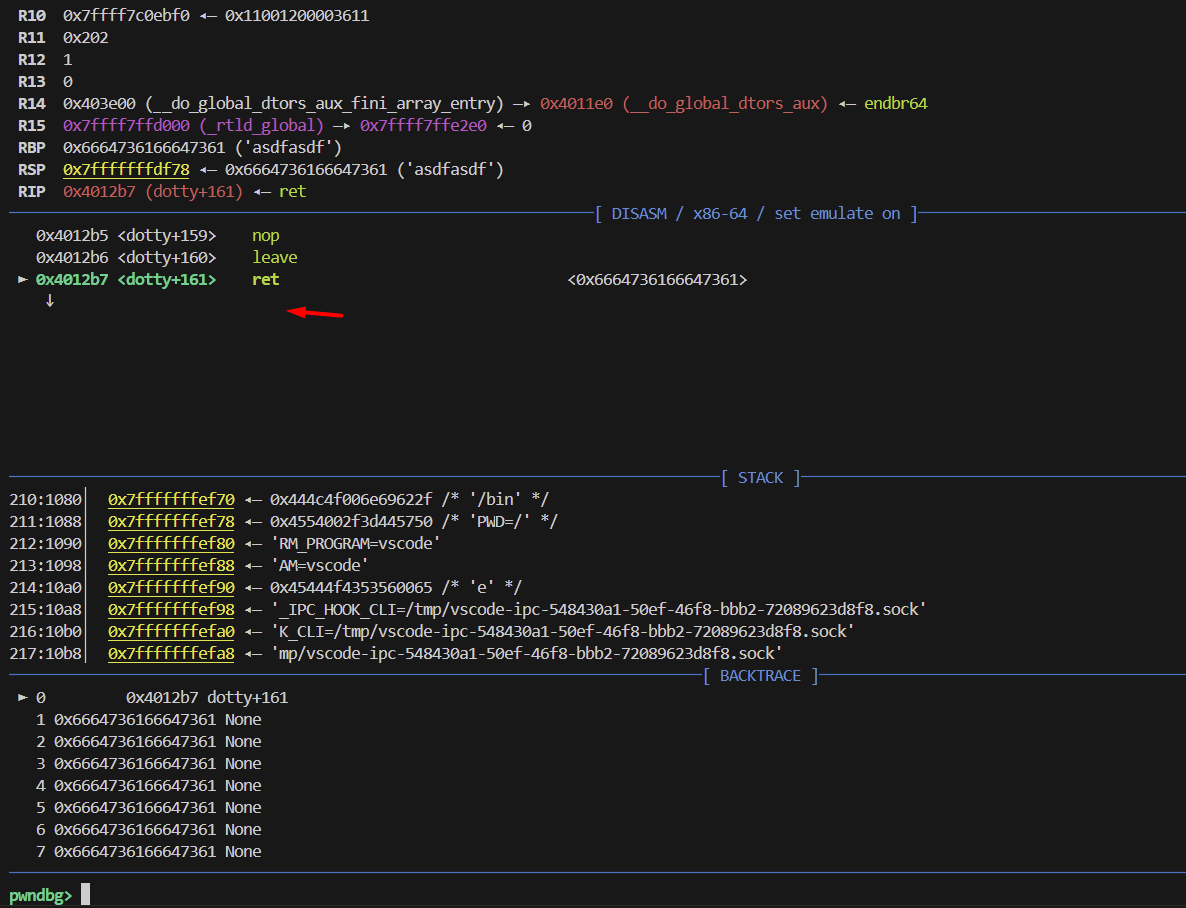 R10  0x7ffff7c0ebf0 ◂— 0x11001200003611
R11  0x202
R12  1
R13  0
R14  0x403e00 (__do_global_dtors_aux_fini_array_entry) —▸ 0x4011e0 (__do_global_dtors_aux) ◂— endbr64
R15  0x7ffff7ffd000 (_rtld_global) —▸ 0x7ffff7ffe2e0 ◂— 0
RBP  0x6664736166647361 ('asdfasdf')
RSP  0x7fffffffdf78 ◂— 0x6664736166647361 ('asdfasdf')
RIP  0x4012b7 (dotty+161) ◂— ret
[ DISASM / x86-64 / set emulate on ]
0x4012b5 <dotty+159>    nop
0x4012b6 <dotty+160>    leave
► 0x4012b7 <dotty+161>    ret    <0x6664736166647361>
↓
[ STACK ]
210:1080│  0x7fffffffef70 ◂— 0x444c4f006e69622f /* '/bin' */
211:1088│  0x7fffffffef78 ◂— 0x4554002f3d445750 /* 'PWD=/' */
212:1090│  0x7fffffffef80 ◂— 'RM_PROGRAM=vscode'
213:1098│  0x7fffffffef88 ◂— 'AM=vscode'
214:10a0│  0x7fffffffef90 ◂— 0x45444f4353560065 /* 'e' */
215:10a8│  0x7fffffffef98 ◂— '_IPC_HOOK_CLI=/tmp/vscode-ipc-548430a1-50ef-46f8-bbb2-72089623d8f8.sock'
216:10b0│  0x7fffffffefa0 ◂— 'K_CLI=/tmp/vscode-ipc-548430a1-50ef-46f8-bbb2-72089623d8f8.sock'
217:10b8│  0x7fffffffefa8 ◂— 'mp/vscode-ipc-548430a1-50ef-46f8-bbb2-72089623d8f8.sock'
[ BACKTRACE ]
► 0         0x4012b7 dotty+161
1 0x6664736166647361 None
2 0x6664736166647361 None
3 0x6664736166647361 None
4 0x6664736166647361 None
5 0x6664736166647361 None
6 0x6664736166647361 None
7 0x6664736166647361 None
pwndbg>